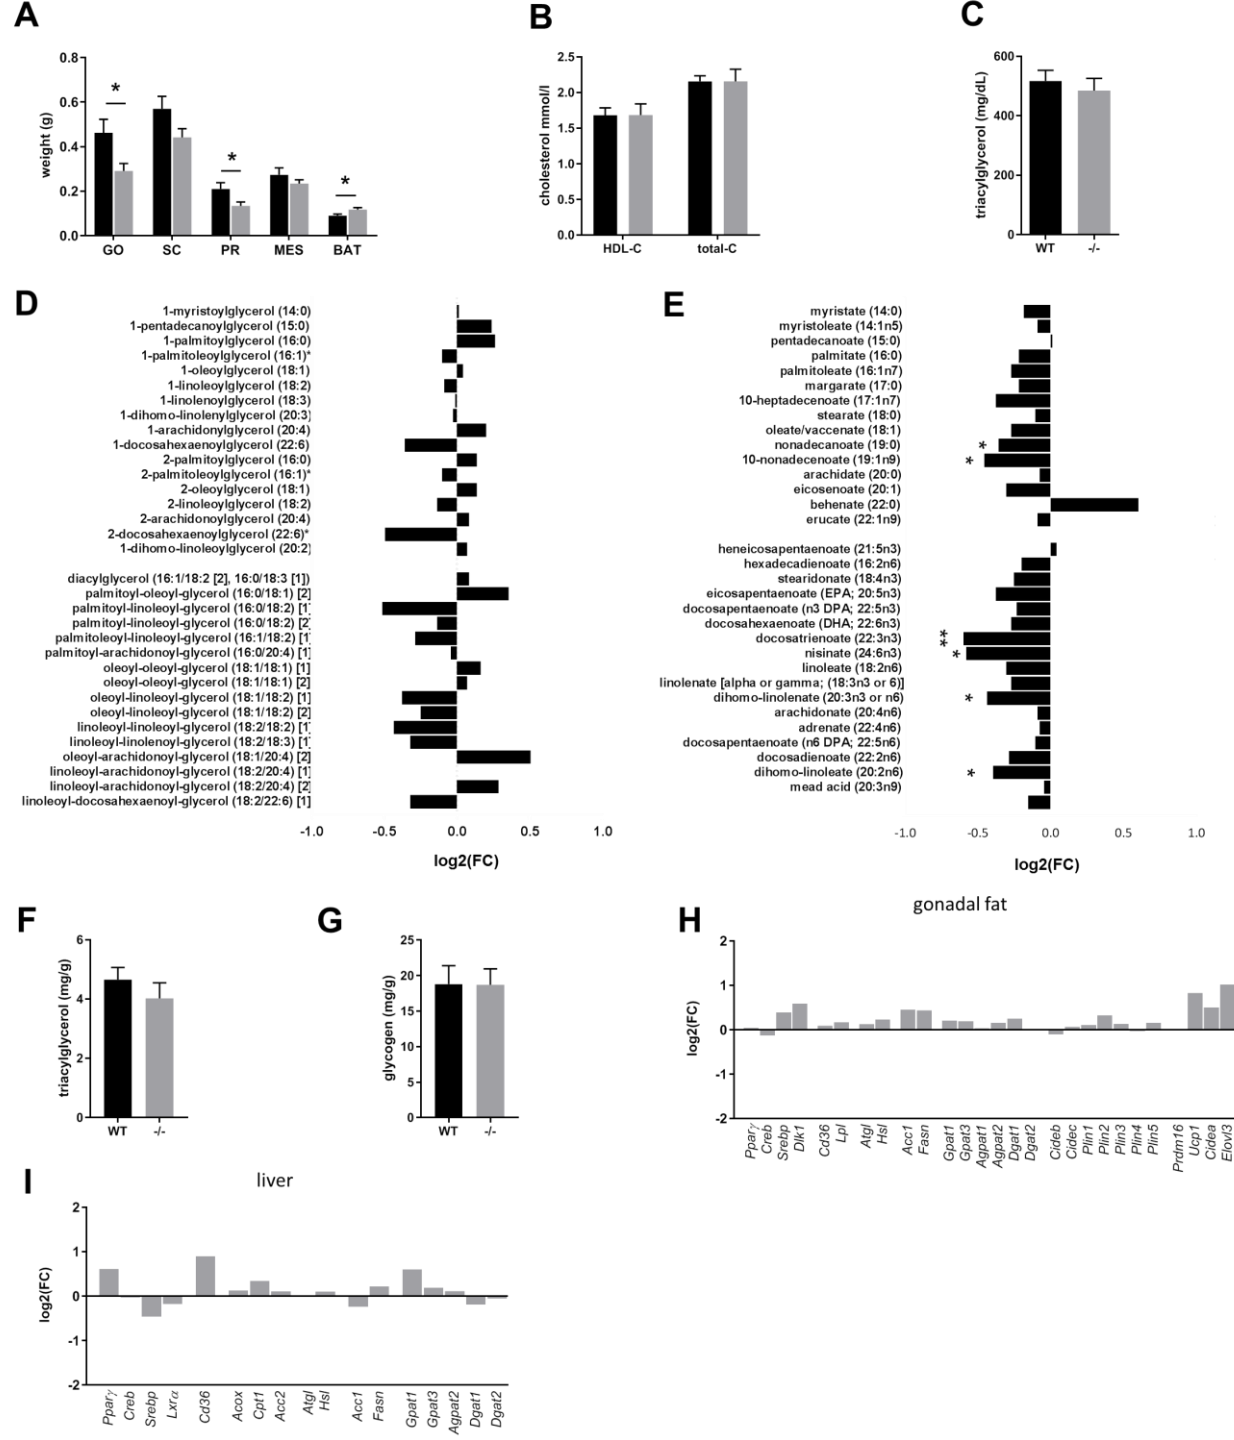 A
weight (g)
0.8
0.6
0.4
0.2
0.0
*
*
*
GO SC PR MES BAT
B
cholesterol mmol/l
2.5
2.0
1.5
1.0
0.5
0.0
HDL-C total-C
C
triacylglycerol (mg/dL)
600
400
200
0
WT -/-
D
1-myristoylglycerol (14:0)
1-pentadecanoylglycerol (15:0)
1-palmitoylglycerol (16:0)
1-palmitoleoylglycerol (16:1)*
1-oleoylglycerol (18:1)
1-linoleoylglycerol (18:2)
1-linolenoylglycerol (18:3)
1-dihomo-linolenylglycerol (20:3)
1-arachidonylglycerol (20:4)
1-docosahexaenoylglycerol (22:6)
2-palmitoylglycerol (16:0)
2-palmitoleoylglycerol (16:1)*
2-oleoylglycerol (18:1)
2-linoleoylglycerol (18:2)
2-arachidonoylglycerol (20:4)
2-docosahexaenoylglycerol (22:6)*
1-dihomo-linoleoylglycerol (20:2)
diacylglycerol (16:1/18:2 [2], 16:0/18:3 [1])
palmitoyl-oleoyl-glycerol (16:0/18:1) [2]
palmitoyl-linoleoyl-glycerol (16:0/18:2) [1]
palmitoyl-linoleoyl-glycerol (16:0/18:2) [2]
palmitoleoyl-linoleoyl-glycerol (16:1/18:2) [1]
palmitoyl-arachidonoyl-glycerol (16:0/20:4) [1]
oleoyl-oleoyl-glycerol (18:1/18:1) [1]
oleoyl-oleoyl-glycerol (18:1/18:1) [2]
oleoyl-linoleoyl-glycerol (18:1/18:2) [1]
oleoyl-linoleoyl-glycerol (18:1/18:2) [2]
linoleoyl-linoleoyl-glycerol (18:2/18:2) [1]
linoleoyl-linolenoyl-glycerol (18:2/18:3) [1]
oleoyl-arachidonoyl-glycerol (18:1/20:4) [2]
linoleoyl-arachidonoyl-glycerol (18:2/20:4) [1]
linoleoyl-arachidonoyl-glycerol (18:2/20:4) [2]
linoleoyl-docosahexaenoyl-glycerol (18:2/22:6) [1]
-1.0 -0.5 0.0 0.5 1.0
log2(FC)
E
myristate (14:0)
myristoleate (14:1n5)
pentadecanoate (15:0)
palmitate (16:0)
palmitoleate (16:1n7)
margarate (17:0)
10-heptadecenoate (17:1n7)
stearate (18:0)
oleate/vaccenate (18:1)
nonadecanoate (19:0) *
10-nonadecenoate (19:1n9) *
arachidate (20:0)
eicosenoate (20:1)
behenate (22:0)
erucate (22:1n9)
heneicosapentaenoate (21:5n3)
hexadecadienoate (16:2n6)
stearidonate (18:4n3)
eicosapentaenoate (EPA; 20:5n3)
docosapentaenoate (n3 DPA; 22:5n3)
docosahexaenoate (DHA; 22:6n3)
docosatrienoate (22:3n3) **
nisinate (24:6n3) *
linoleate (18:2n6)
linolenate [alpha or gamma; (18:3n3 or 6)]
dihomo-linolenate (20:3n3 or n6) *
arachidonate (20:4n6)
adrenate (22:4n6)
docosapentaenoate (n6 DPA; 22:5n6)
docosadienoate (22:2n6)
dihomo-linoleate (20:2n6) *
mead acid (20:3n9)
-1.0 -0.5 0.0 0.5 1.0
log2(FC)
F
triacylglycerol (mg/g)
6
4
2
0
WT -/-
G
glycogen (mg/g)
25
20
15
10
5
0
WT -/-
H
gonadal fat
log2(FC)
2
1
0
-1
-2
Pparγ Creb Srebp Dlk1 Cd36 Lpl Atgl Hsl Acc1 Fasn Gpat1 Gpat3 Agpat1 Agpat2 Dgat1 Dgat2 Cideb Cidec Plin1 Plin2 Plin3 Plin4 Plin5 Prdm16 Ucp1 Cidea Elovl3
I
liver
log2(FC)
2
1
0
-1
-2
Pparγ Creb Srebp Lxrα Cd36 Acox Cpt1 Acc2 Atgl Hsl Acc1 Fasn Gpat1 Gpat3 Agpat2 Dgat1 Dgat2